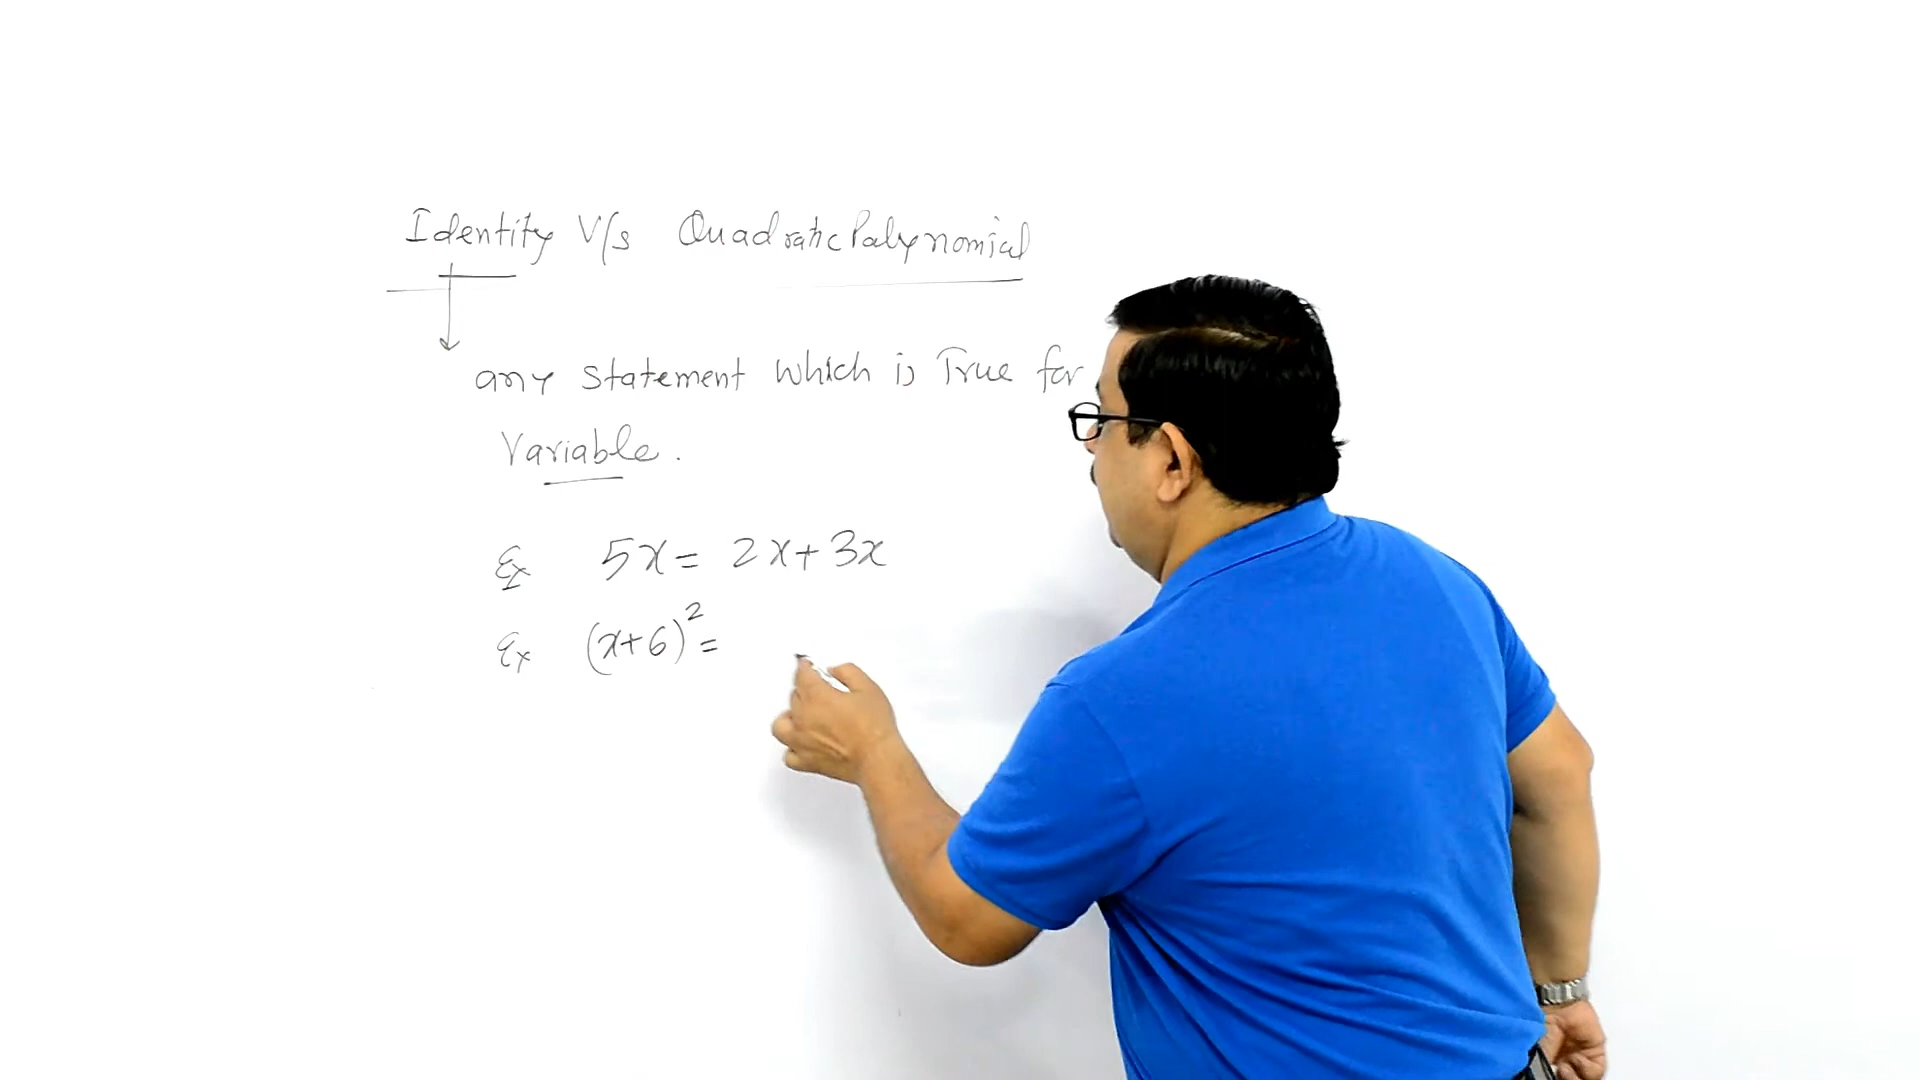 Identity V/s Quadratic Polynomial
any statement which is True for
Variable.
Ex 5x = 2x+3x
Ex (x+6)² =